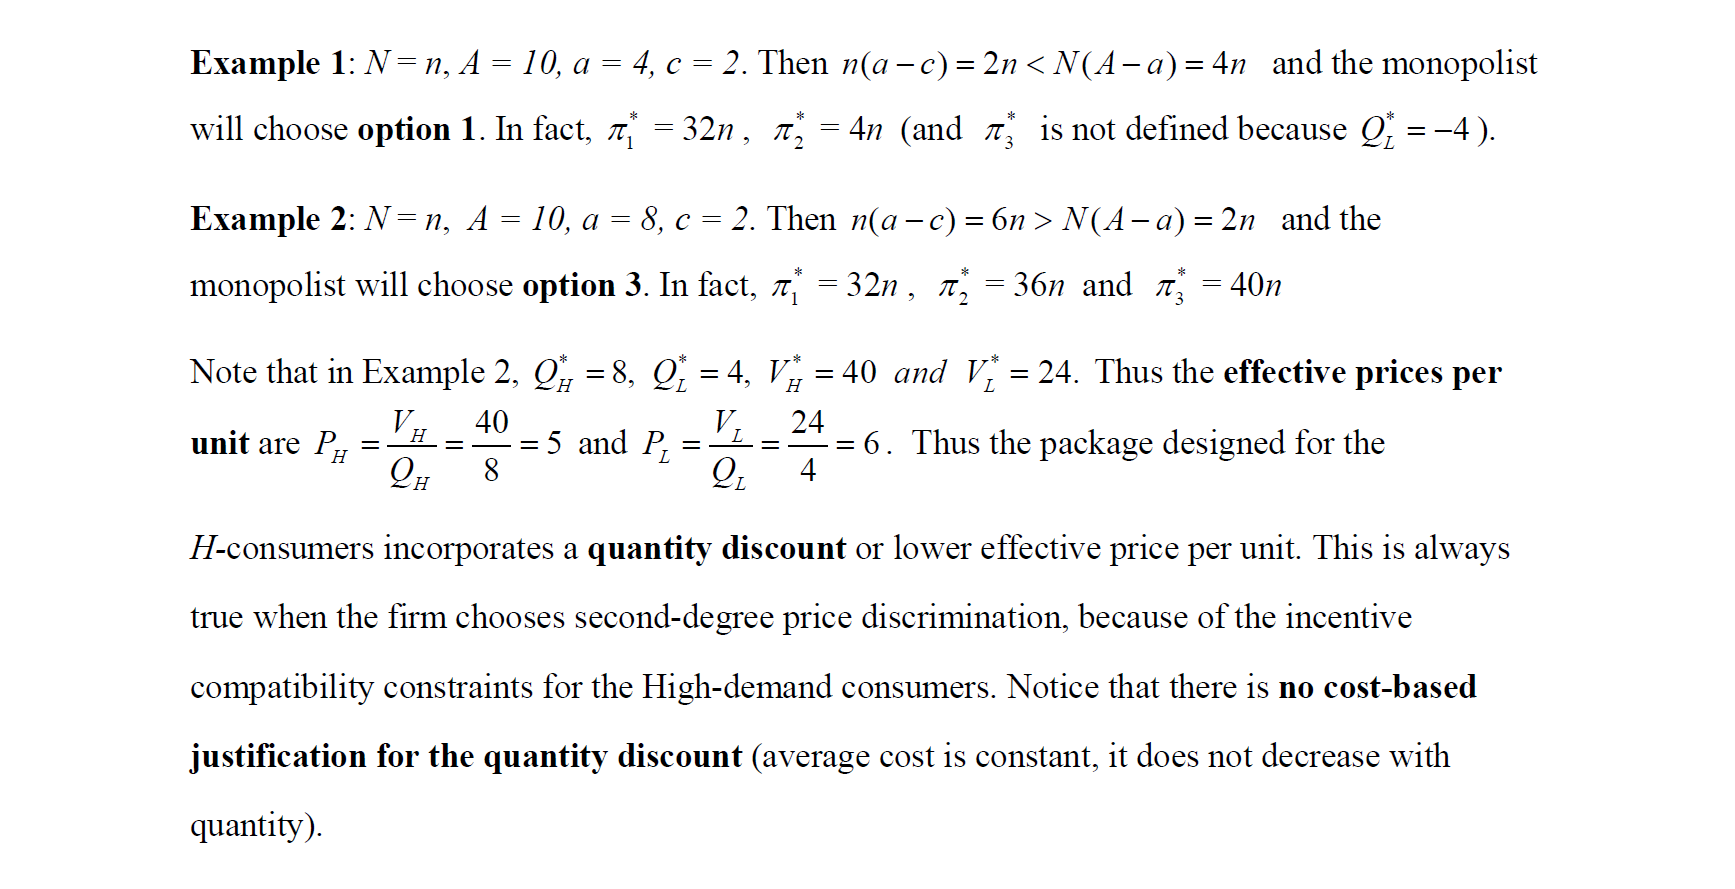 Example 1: N = n, A = 10, a = 4, c = 2. Then n(a − c) = 2n < N(A − a) = 4n and the monopolist
will choose option 1. In fact, π₁* = 32n , π₂* = 4n (and π₃* is not defined because Q_L* = −4 ).
Example 2: N = n, A = 10, a = 8, c = 2. Then n(a − c) = 6n > N(A − a) = 2n and the
monopolist will choose option 3. In fact, π₁* = 32n , π₂* = 36n and π₃* = 40n
Note that in Example 2, Q_H* = 8, Q_L* = 4, V_H* = 40 and V_L* = 24. Thus the effective prices per
unit are P_H = V_H/Q_H = 40/8 = 5 and P_L = V_L/Q_L = 24/4 = 6. Thus the package designed for the
H-consumers incorporates a quantity discount or lower effective price per unit. This is always
true when the firm chooses second-degree price discrimination, because of the incentive
compatibility constraints for the High-demand consumers. Notice that there is no cost-based
justification for the quantity discount (average cost is constant, it does not decrease with
quantity).